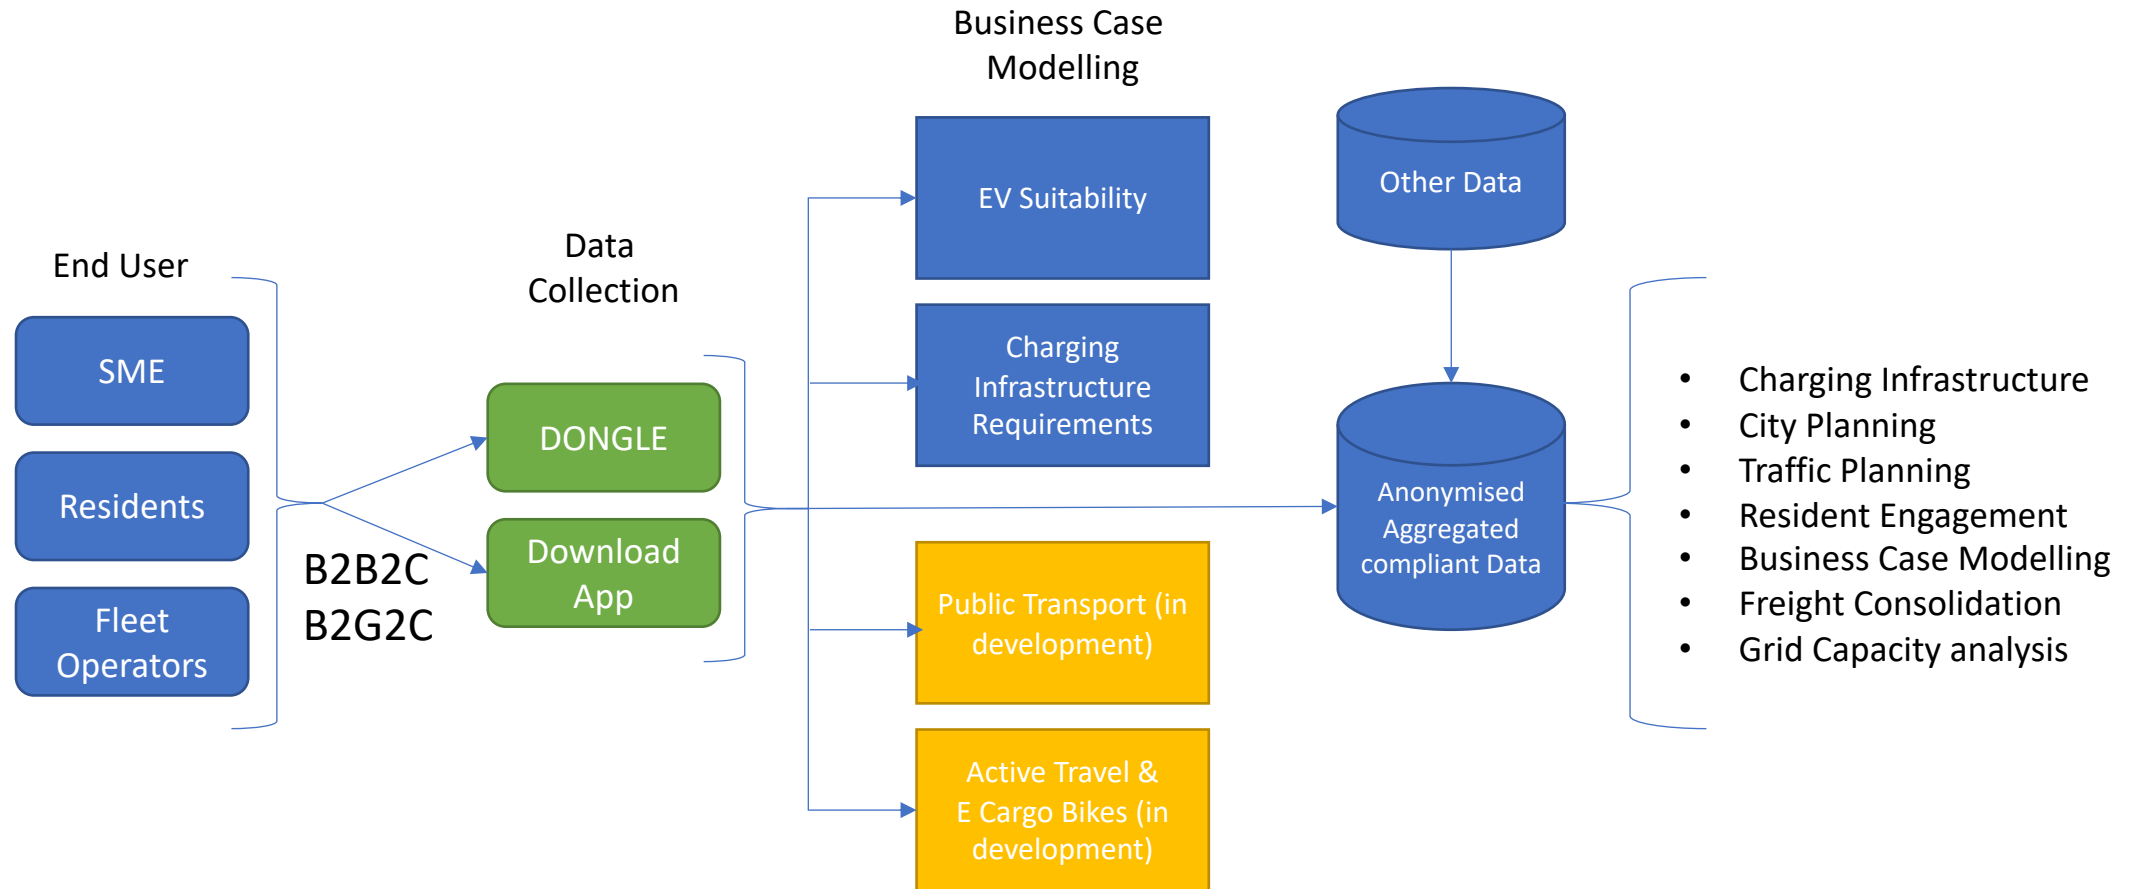 End User
SME
Residents
Fleet
Operators
B2B2C
B2G2C
Data
Collection
DONGLE
Download
App
Business Case
Modelling
EV Suitability
Charging
Infrastructure
Requirements
Public Transport (in
development)
Active Travel &
E Cargo Bikes (in
development)
Other Data
Anonymised
Aggregated
compliant Data
• Charging Infrastructure
• City Planning
• Traffic Planning
• Resident Engagement
• Business Case Modelling
• Freight Consolidation
• Grid Capacity analysis